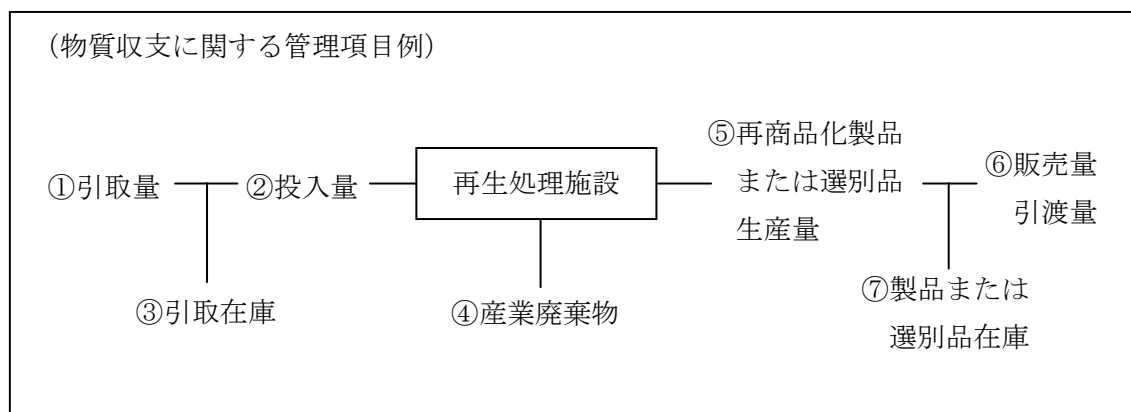 （物質収支に関する管理項目例）
①引取量
②投入量
再生処理施設
⑤再商品化製品
または選別品
生産量
⑥販売量
引渡量
③引取在庫
④産業廃棄物
⑦製品または
選別品在庫